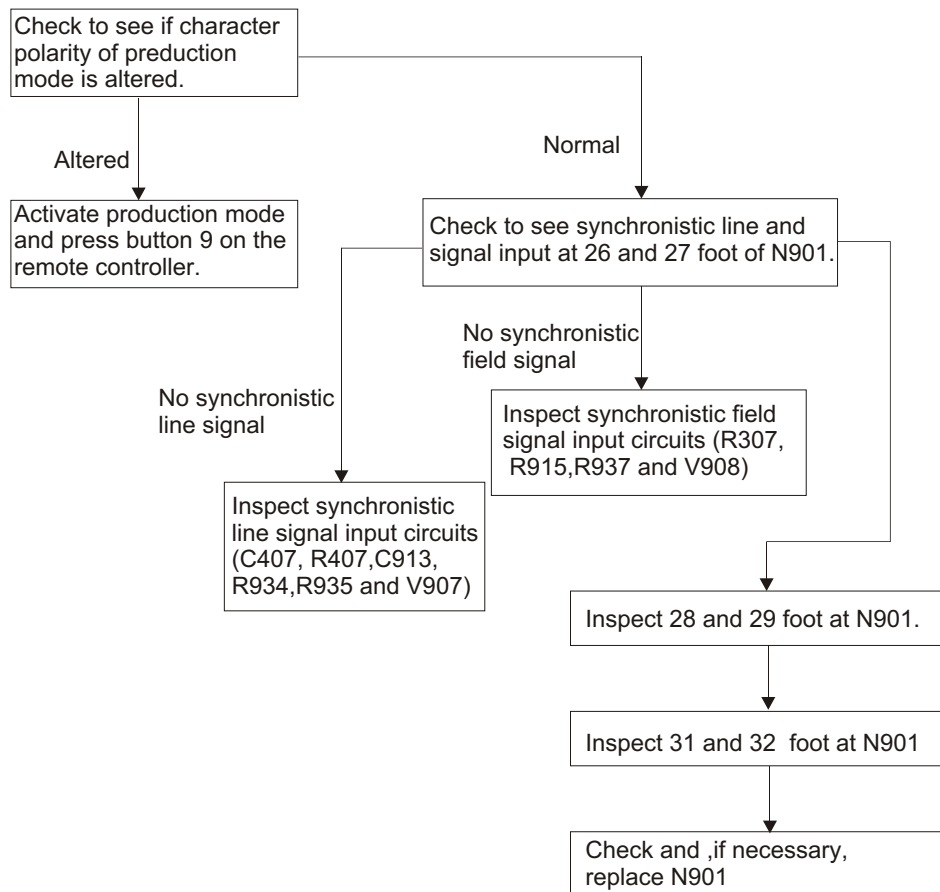 Check to see if character
polarity of preduction
mode is altered.
Altered
Normal
Activate production mode
and press button 9 on the
remote controller.
Check to see synchronistic line and
signal input at 26 and 27 foot of N901.
No synchronistic
field signal
No synchronistic
line signal
Inspect synchronistic field
signal input circuits (R307,
R915,R937 and V908)
Inspect synchronistic
line signal input circuits
(C407, R407,C913,
R934,R935 and V907)
Inspect 28 and 29 foot at N901.
Inspect 31 and 32 foot at N901
Check and ,if necessary,
replace N901